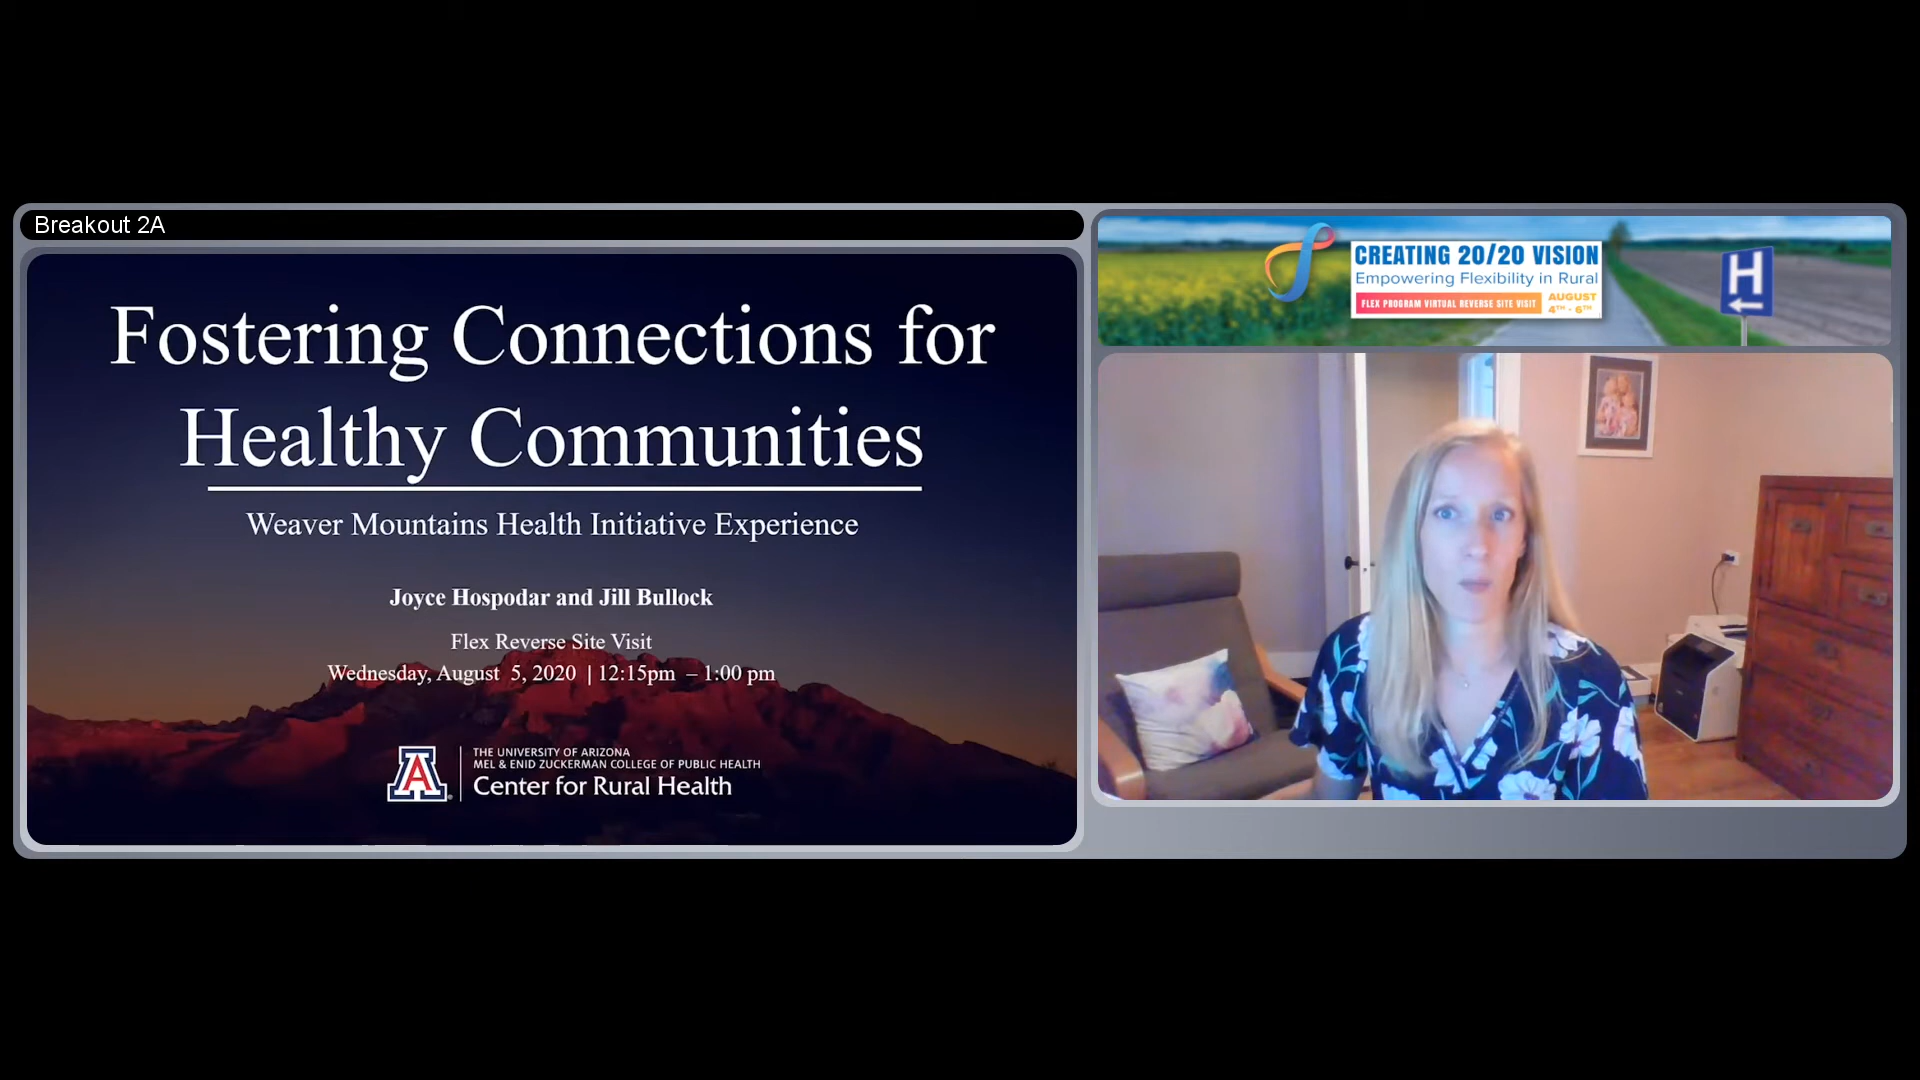 Breakout 2A
Fostering Connections for
Healthy Communities
Weaver Mountains Health Initiative Experience
Joyce Hospodar and Jill Bullock
Flex Reverse Site Visit
Wednesday, August 5, 2020 | 12:15pm – 1:00 pm
A
THE UNIVERSITY OF ARIZONA
MEL & ENID ZUCKERMAN COLLEGE OF PUBLIC HEALTH
Center for Rural Health
CREATING 20/20 VISION
Empowering Flexibility in Rural
FLEX PROGRAM VIRTUAL REVERSE SITE VISIT
AUGUST
4TH - 6TH
H